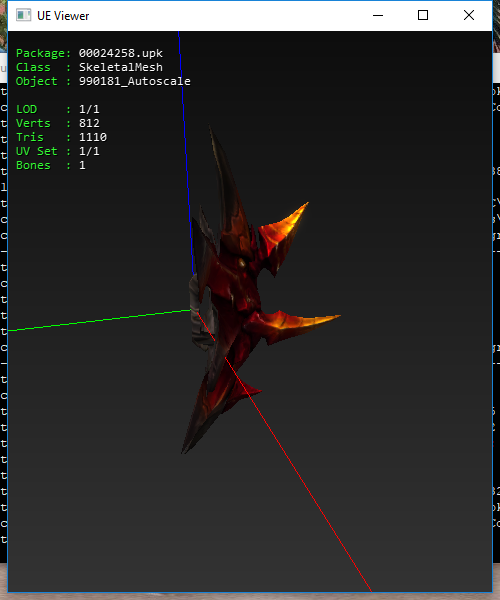 UE Viewer
Package: 00024258.upk
Class : SkeletalMesh
Object : 990181_Autoscale
LOD : 1/1
Verts : 812
Tris : 1110
UV Set : 1/1
Bones : 1